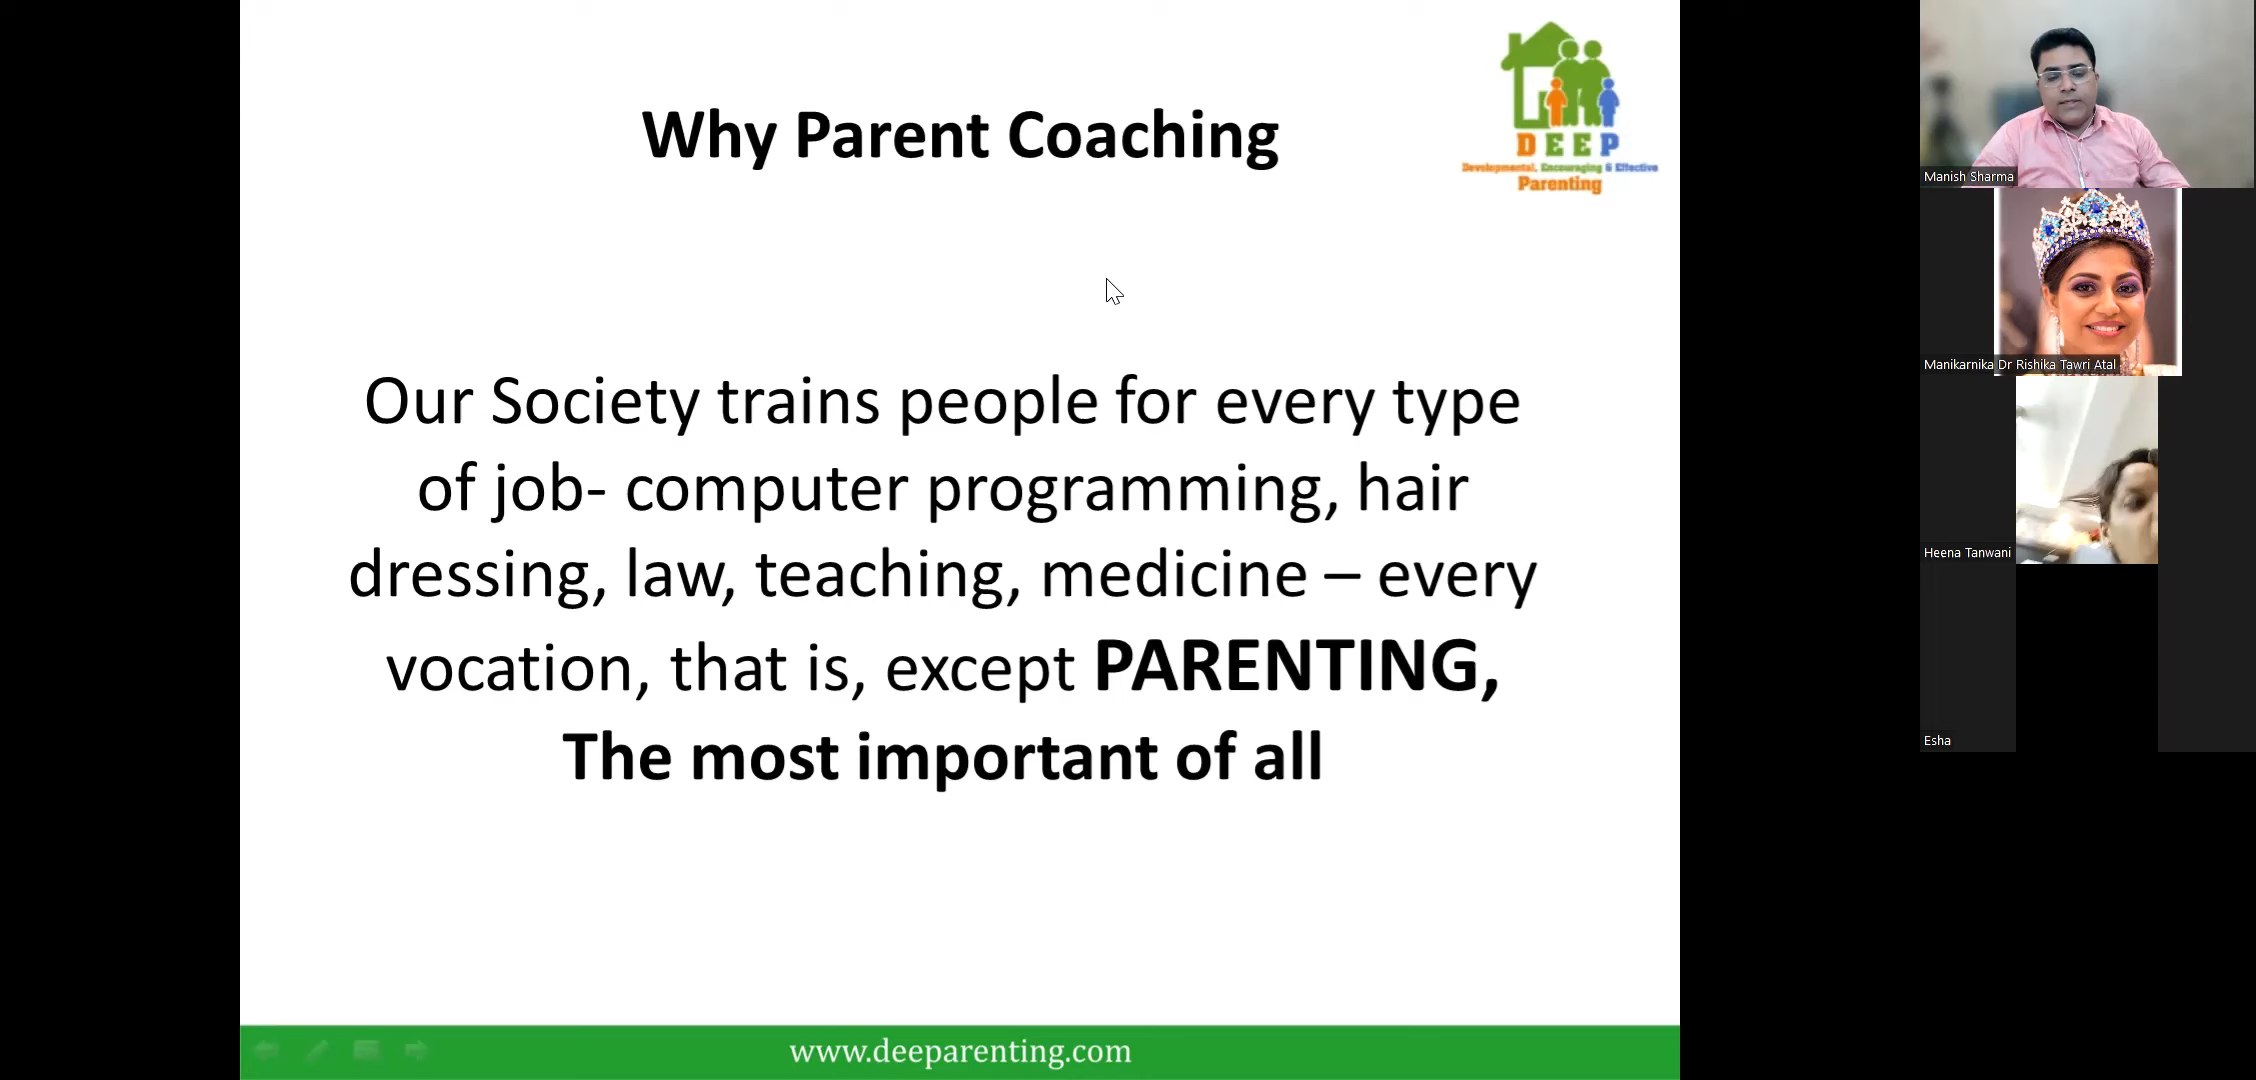 Why Parent Coaching
DEEP
Developmental, Encouraging & Effective
Parenting
Our Society trains people for every type
of job- computer programming, hair
dressing, law, teaching, medicine – every
vocation, that is, except PARENTING,
The most important of all
www.deeparenting.com
Manish Sharma
Manikarnika Dr Rishika Tawri Atal
Heena Tanwani
Esha